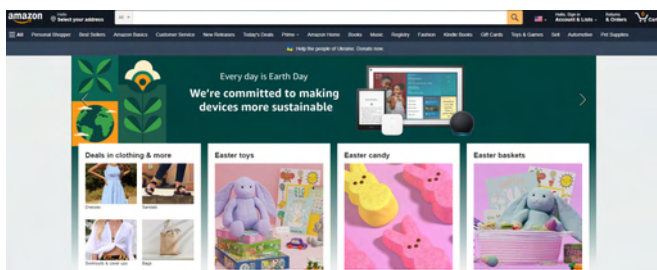 amazon
Hello
Select your address
All
Hello, Sign in
Account & Lists
Returns
& Orders
Cart
All Personal Shopper Best Sellers Amazon Basics Customer Service New Releases Today's Deals Prime Amazon Home Books Music Registry Fashion Kindle Books Gift Cards Toys & Games Sell Automotive Pet Supplies
Help the people of Ukraine. Donate now.
Every day is Earth Day
We're committed to making
devices more sustainable
Deals in clothing & more
Easter toys
Easter candy
Easter baskets
Dresses
Sandals
Bags